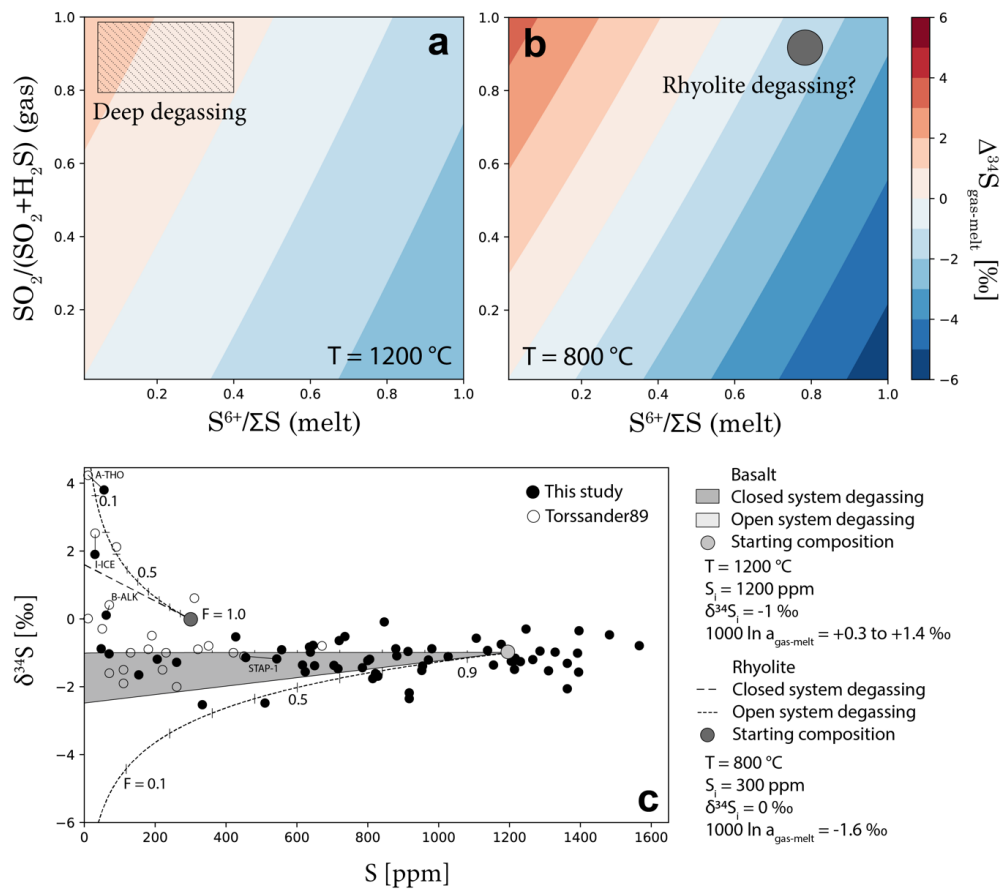 a
b
Deep degassing
Rhyolite degassing?
T = 1200 °C
T = 800 °C
1.0
0.8
0.6
0.4
0.2
1.0
0.8
0.6
0.4
0.2
6
4
2
0
−2
−4
−6
SO₂/(SO₂+H₂S) (gas)
Δ³⁴S gas-melt [‰]
0.2 0.4 0.6 0.8 1.0
0.2 0.4 0.6 0.8 1.0
S⁶⁺/ΣS (melt)
S⁶⁺/ΣS (melt)
4
2
0
−2
−4
−6
δ³⁴S [‰]
A-THO
0.1
I-ICE
0.5
B-ALK
F = 1.0
STAP-1
0.9
0.5
F = 0.1
This study
Torssander89
c
0 200 400 600 800 1000 1200 1400 1600
S [ppm]
Basalt
Closed system degassing
Open system degassing
Starting composition
T = 1200 °C
Sᵢ = 1200 ppm
δ³⁴Sᵢ = -1 ‰
1000 ln a gas-melt = +0.3 to +1.4 ‰
Rhyolite
Closed system degassing
Open system degassing
Starting composition
T = 800 °C
Sᵢ = 300 ppm
δ³⁴Sᵢ = 0 ‰
1000 ln a gas-melt = -1.6 ‰